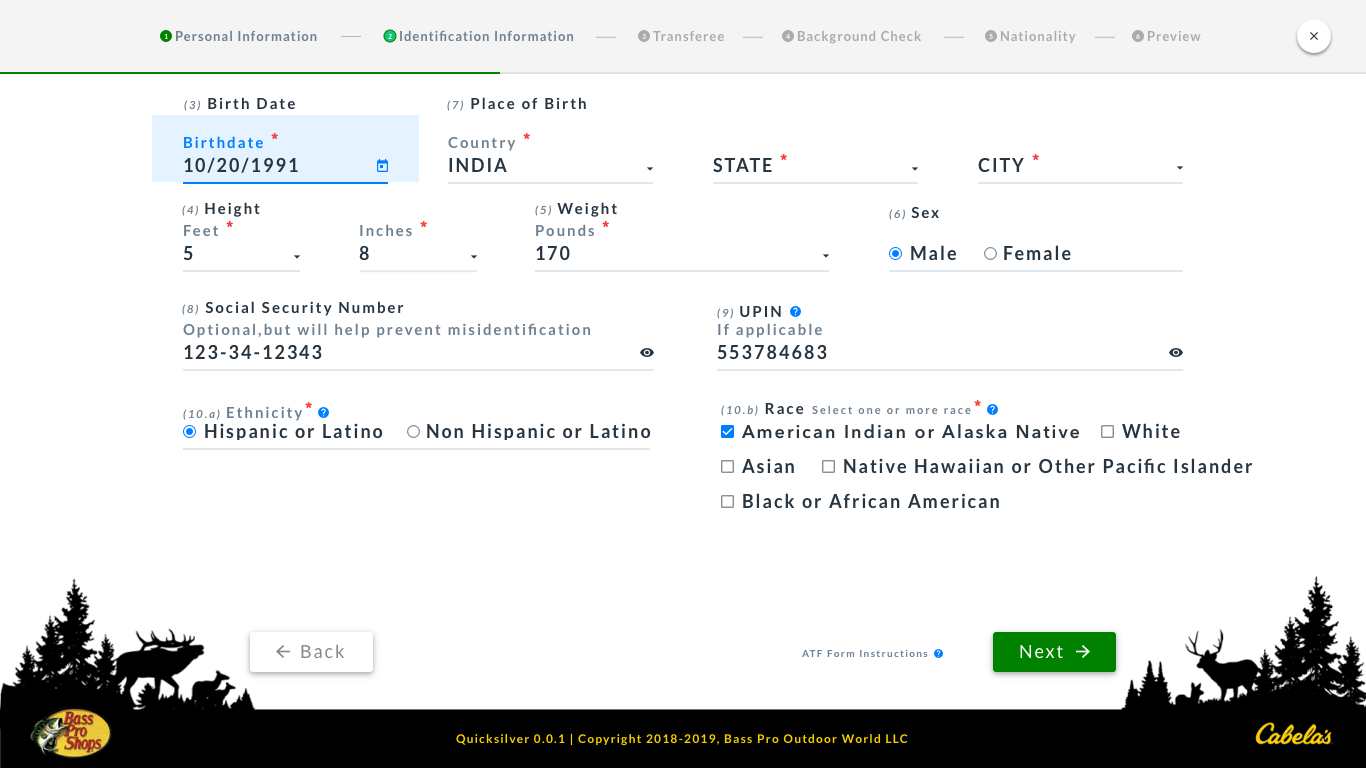 1 Personal Information
2 Identification Information
3 Transferee
4 Background Check
5 Nationality
6 Preview
(3) Birth Date
(7) Place of Birth
Birthdate *
Country *
10/20/1991
INDIA
STATE *
CITY *
(4) Height
(5) Weight
(6) Sex
Feet *
Inches *
Pounds *
5
8
170
Male
Female
(8) Social Security Number
(9) UPIN ?
Optional,but will help prevent misidentification
If applicable
123-34-12343
553784683
(10.a) Ethnicity* ?
(10.b) Race Select one or more race* ?
Hispanic or Latino
Non Hispanic or Latino
American Indian or Alaska Native
White
Asian
Native Hawaiian or Other Pacific Islander
Black or African American
Back
ATF Form Instructions ?
Next
Bass
Pro
Shops
Quicksilver 0.0.1 | Copyright 2018-2019, Bass Pro Outdoor World LLC
Cabela's